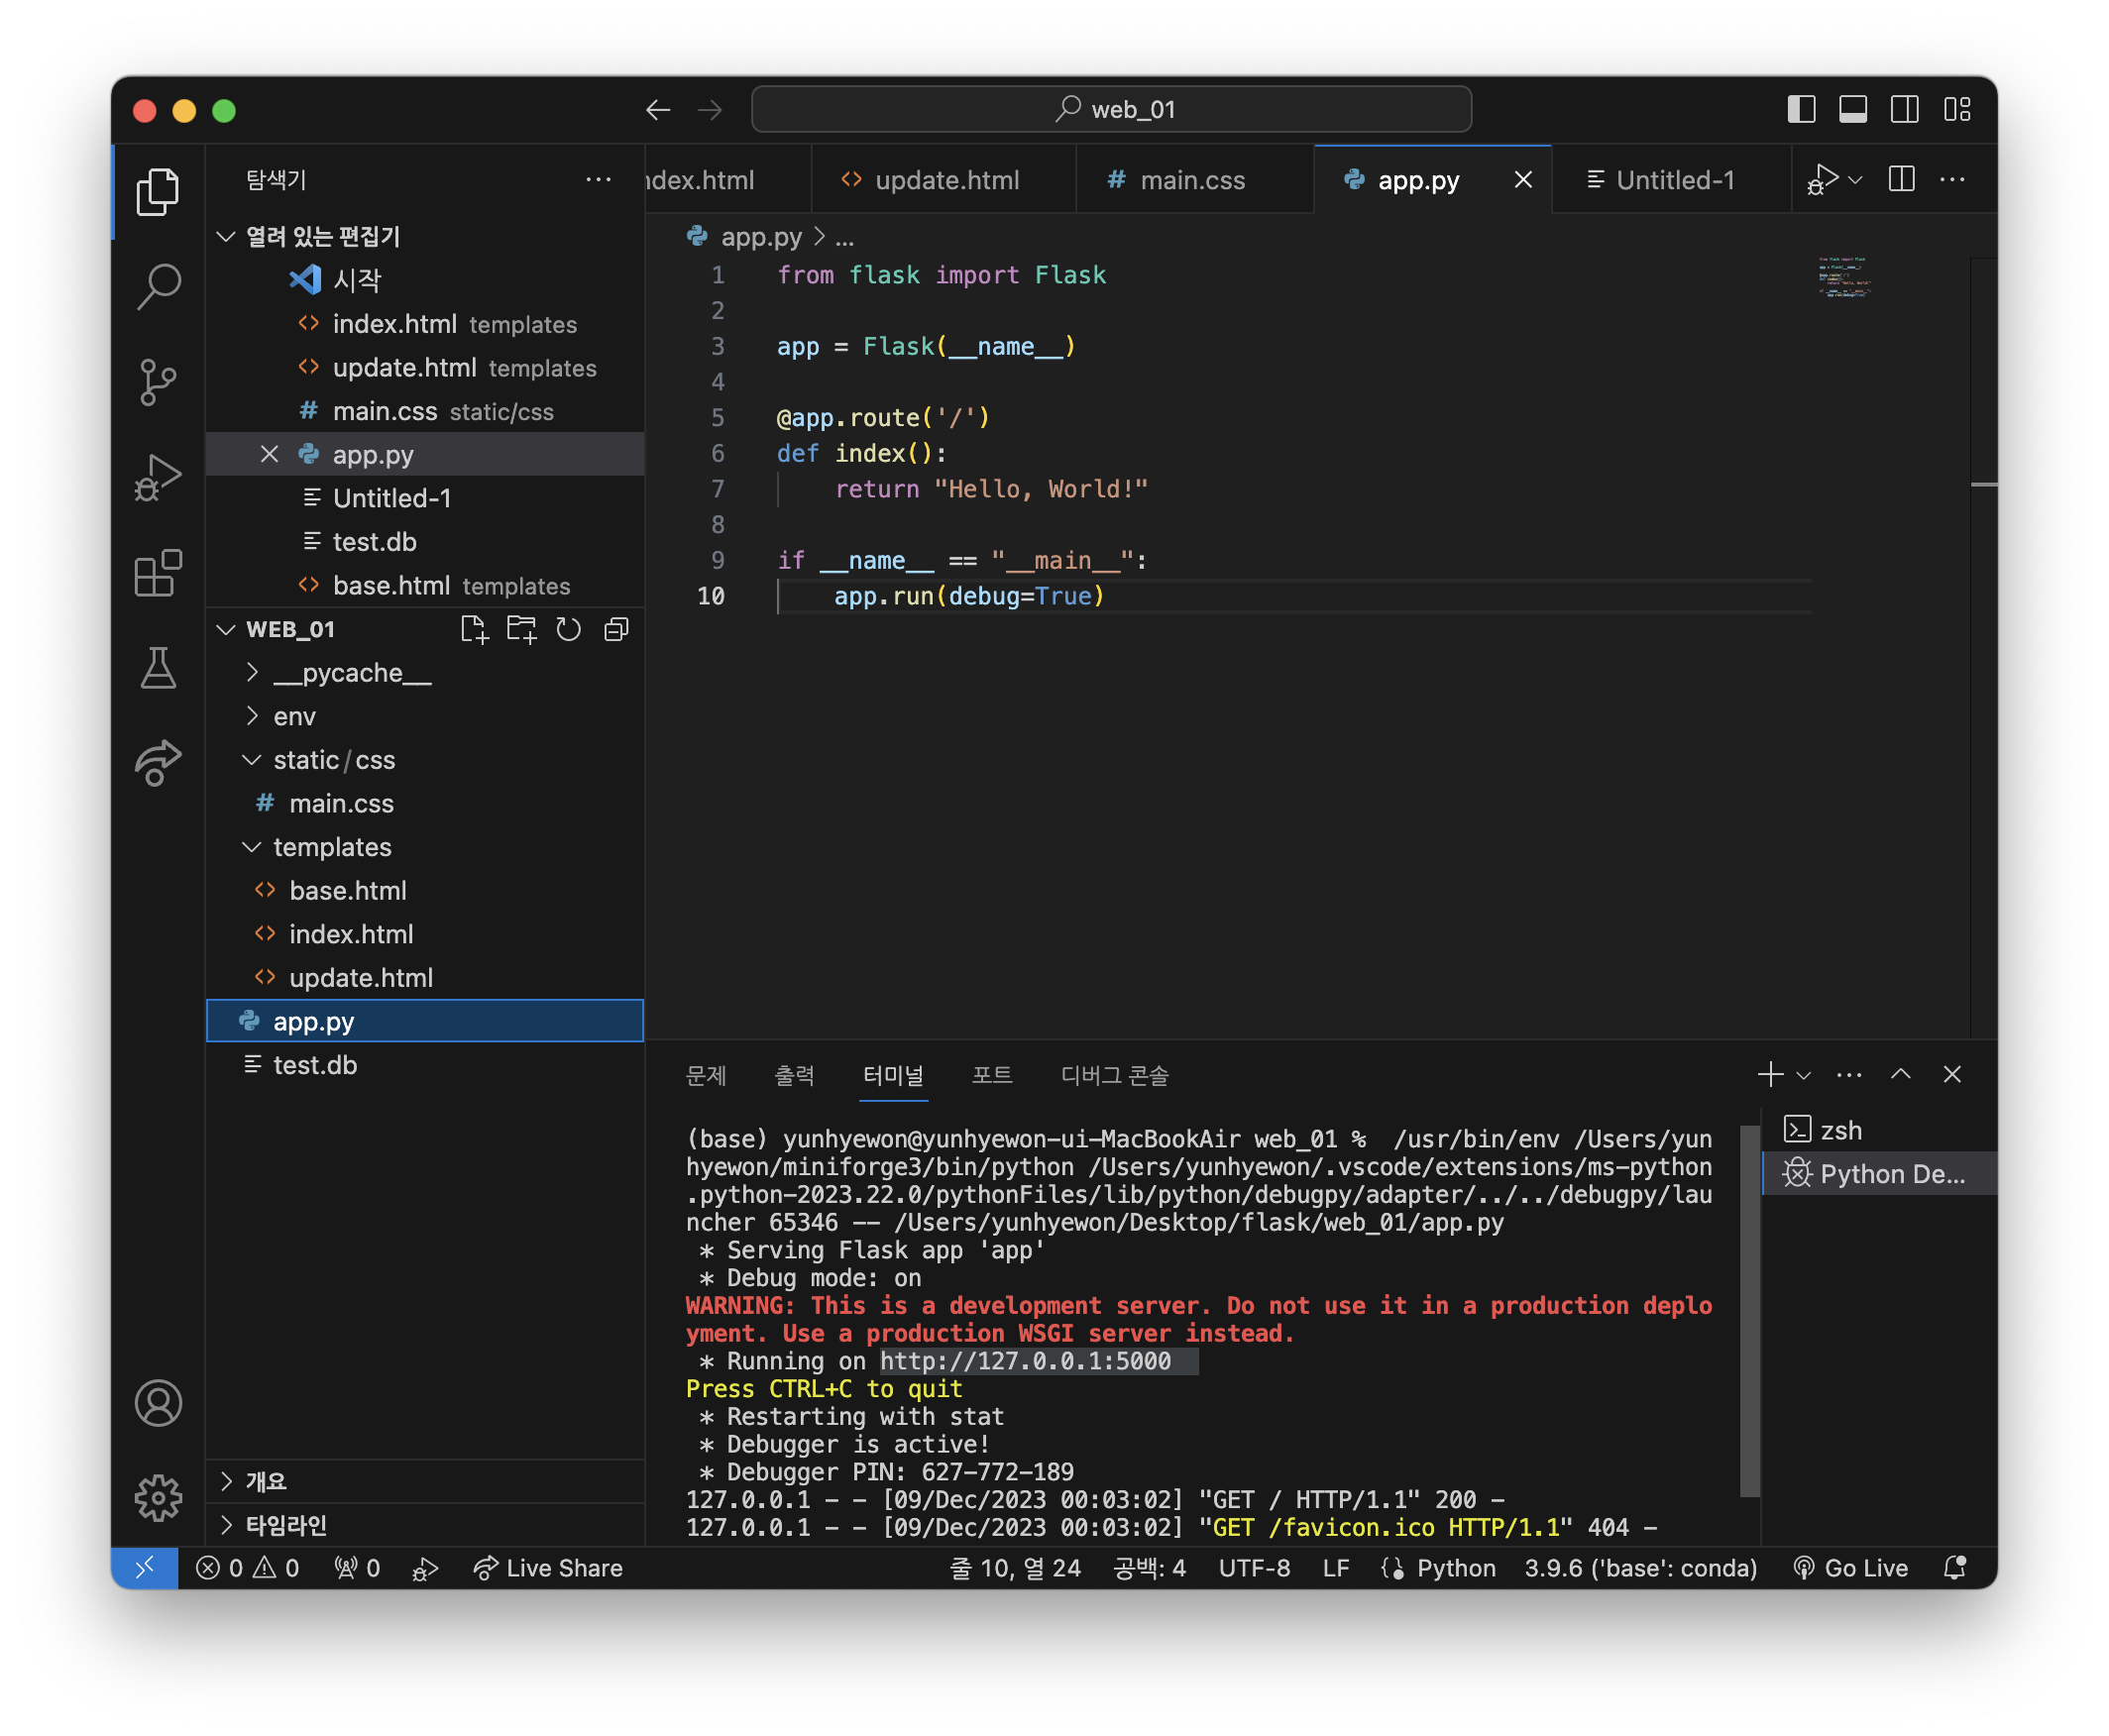 web_01
탐색기
열려 있는 편집기
시작
index.html templates
update.html templates
main.css static/css
app.py
Untitled-1
test.db
base.html templates
WEB_01
__pycache__
env
static/css
main.css
templates
base.html
index.html
update.html
app.py
test.db
개요
타임라인
ndex.html
update.html
main.css
app.py
Untitled-1
app.py > ...
1 from flask import Flask
2
3 app = Flask(__name__)
4
5 @app.route('/')
6 def index():
7 return "Hello, World!"
8
9 if __name__ == "__main__":
10 app.run(debug=True)
문제 출력 터미널 포트 디버그 콘솔
(base) yunhyewon@yunhyewon-ui-MacBookAir web_01 % /usr/bin/env /Users/yun
hyewon/miniforge3/bin/python /Users/yunhyewon/.vscode/extensions/ms-python
.python-2023.22.0/pythonFiles/lib/python/debugpy/adapter/../../debugpy/lau
ncher 65346 -- /Users/yunhyewon/Desktop/flask/web_01/app.py
* Serving Flask app 'app'
* Debug mode: on
WARNING: This is a development server. Do not use it in a production deplo
yment. Use a production WSGI server instead.
* Running on http://127.0.0.1:5000
Press CTRL+C to quit
* Restarting with stat
* Debugger is active!
* Debugger PIN: 627-772-189
127.0.0.1 - - [09/Dec/2023 00:03:02] "GET / HTTP/1.1" 200 -
127.0.0.1 - - [09/Dec/2023 00:03:02] "GET /favicon.ico HTTP/1.1" 404 -
zsh
Python De...
0 0 0 Live Share 줄 10, 열 24 공백: 4 UTF-8 LF Python 3.9.6 ('base': conda) Go Live